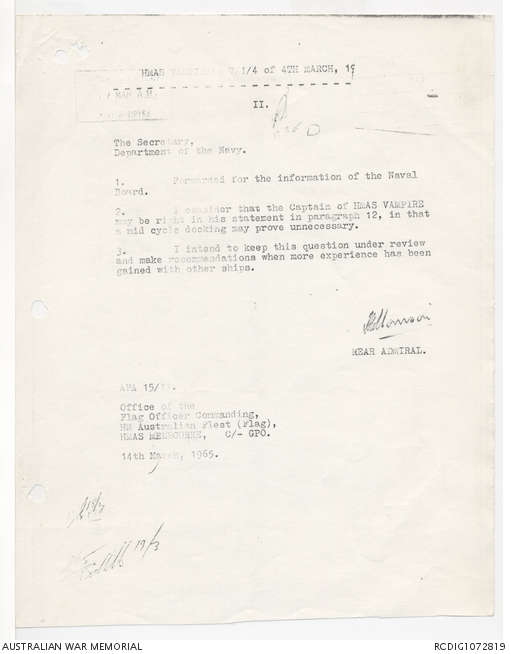 HMAS 1/4 of 4TH MARCH, 19
II.
D
The Secretary,
Department of the Navy.
1. Forwarded for the information of the Naval
Board.
2. I consider that the Captain of HMAS VAMPIRE
may be right in his statement in paragraph 12, in that
a mid cycle docking may prove unnecessary.
3. I intend to keep this question under review
and make recommendations when more experience has been
gained with other ships.
REAR ADMIRAL.
AFA 15/
Office of the
Flag Officer Commanding,
HM Australian Fleet (Flag),
HMAS MELBOURNE, C/- GPO.
14th March, 1965.
19/3
AUSTRALIAN WAR MEMORIAL
RCDIG1072819